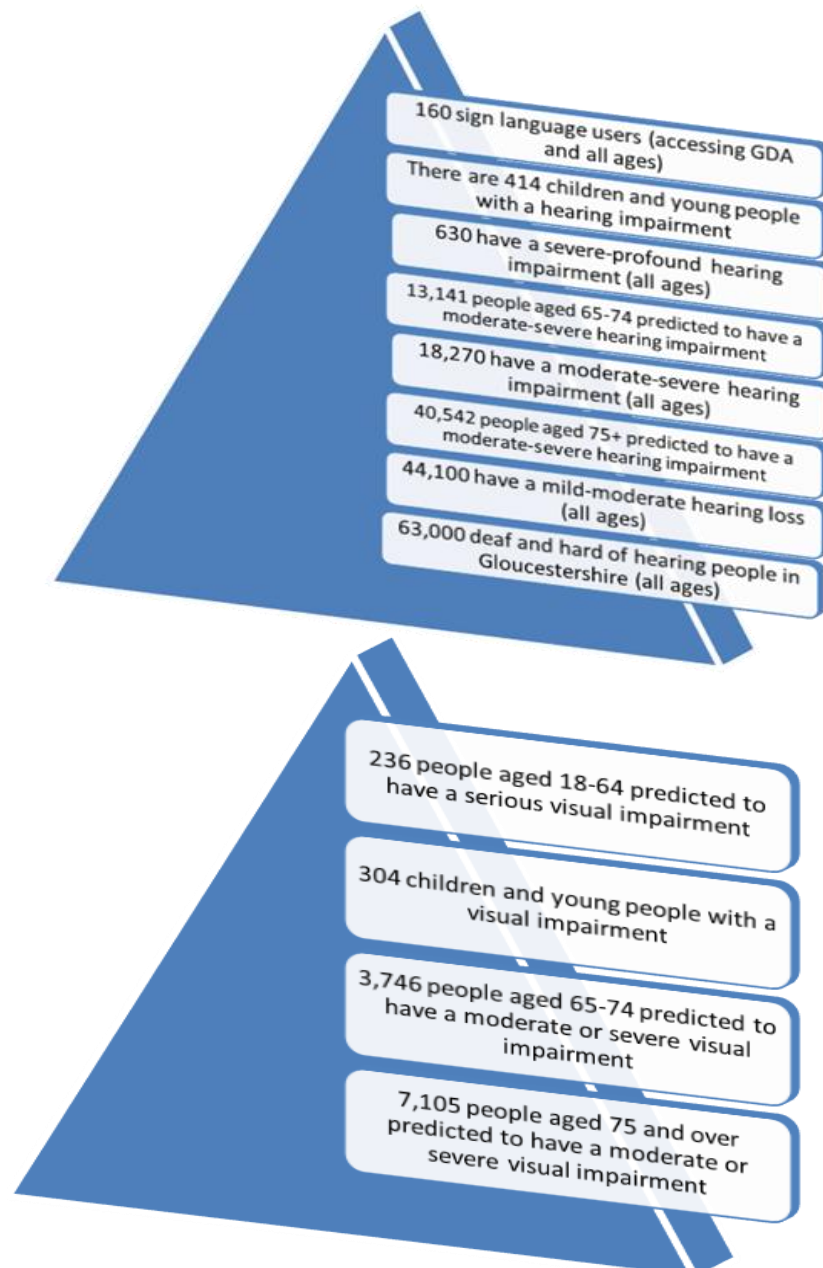 160 sign language users (accessing GDA
and all ages)
There are 414 children and young people
with a hearing impairment
630 have a severe-profound hearing
impairment (all ages)
13,141 people aged 65-74 predicted to have a
moderate-severe hearing impairment
18,270 have a moderate-severe hearing
impairment (all ages)
40,542 people aged 75+ predicted to have a
moderate-severe hearing impairment
44,100 have a mild-moderate hearing loss
(all ages)
63,000 deaf and hard of hearing people in
Gloucestershire (all ages)
236 people aged 18-64 predicted to
have a serious visual impairment
304 children and young people with a
visual impairment
3,746 people aged 65-74 predicted to
have a moderate or severe visual
impairment
7,105 people aged 75 and over
predicted to have a moderate or
severe visual impairment